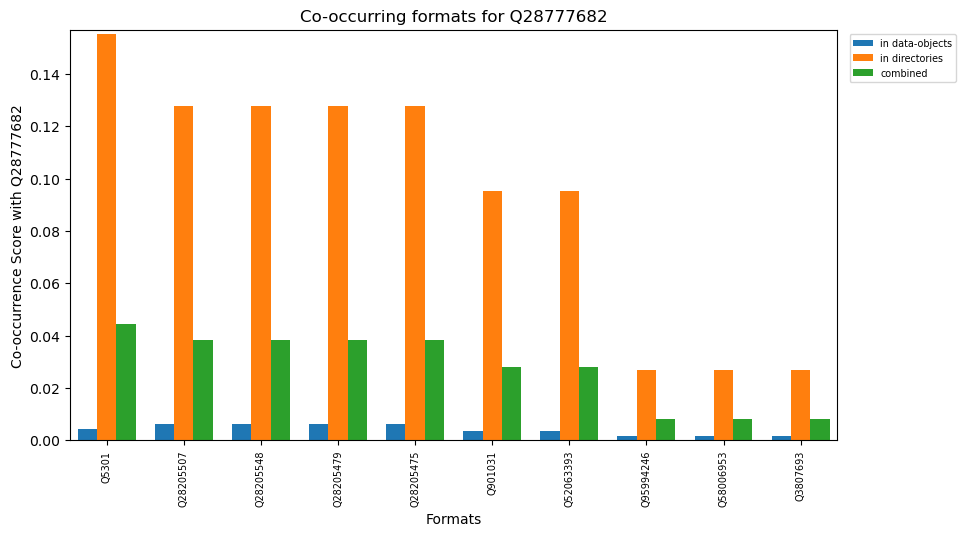 Co-occurring formats for Q28777682
in data-objects
in directories
combined
Co-occurrence Score with Q28777682
0.14
0.12
0.10
0.08
0.06
0.04
0.02
0.00
Q5301
Q28205507
Q28205548
Q28205479
Q28205475
Q901031
Q52063393
Q95994246
Q58006953
Q3807693
Formats